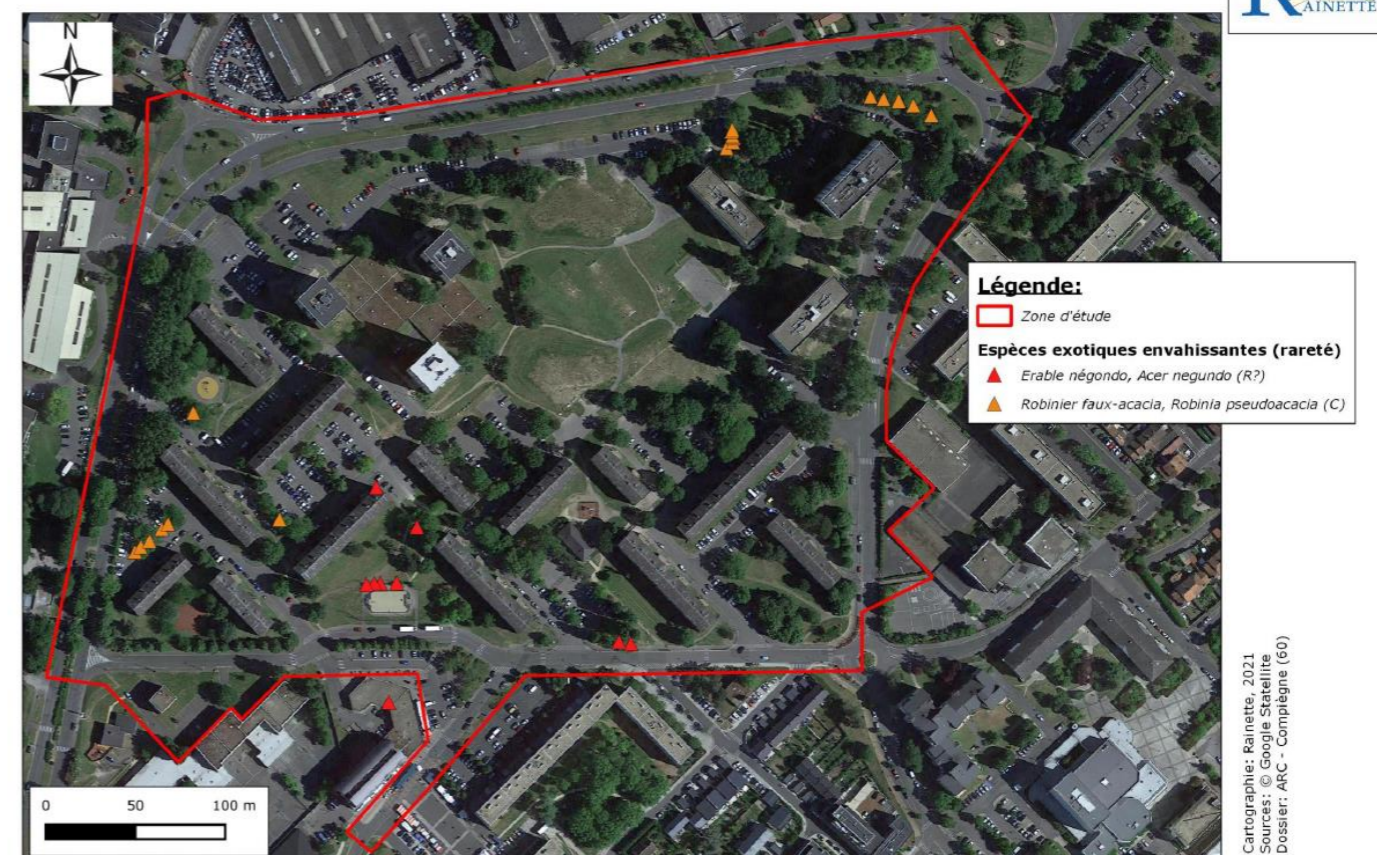 AINETTE
N
Légende:
Zone d'étude
Espèces exotiques envahissantes (rareté)
Erable négondo, Acer negundo (R?)
Robinier faux-acacia, Robinia pseudoacacia (C)
0 50 100 m
Cartographie: Rainette, 2021
Sources: © Google Statellite
Dossier: ARC - Compiègne (60)